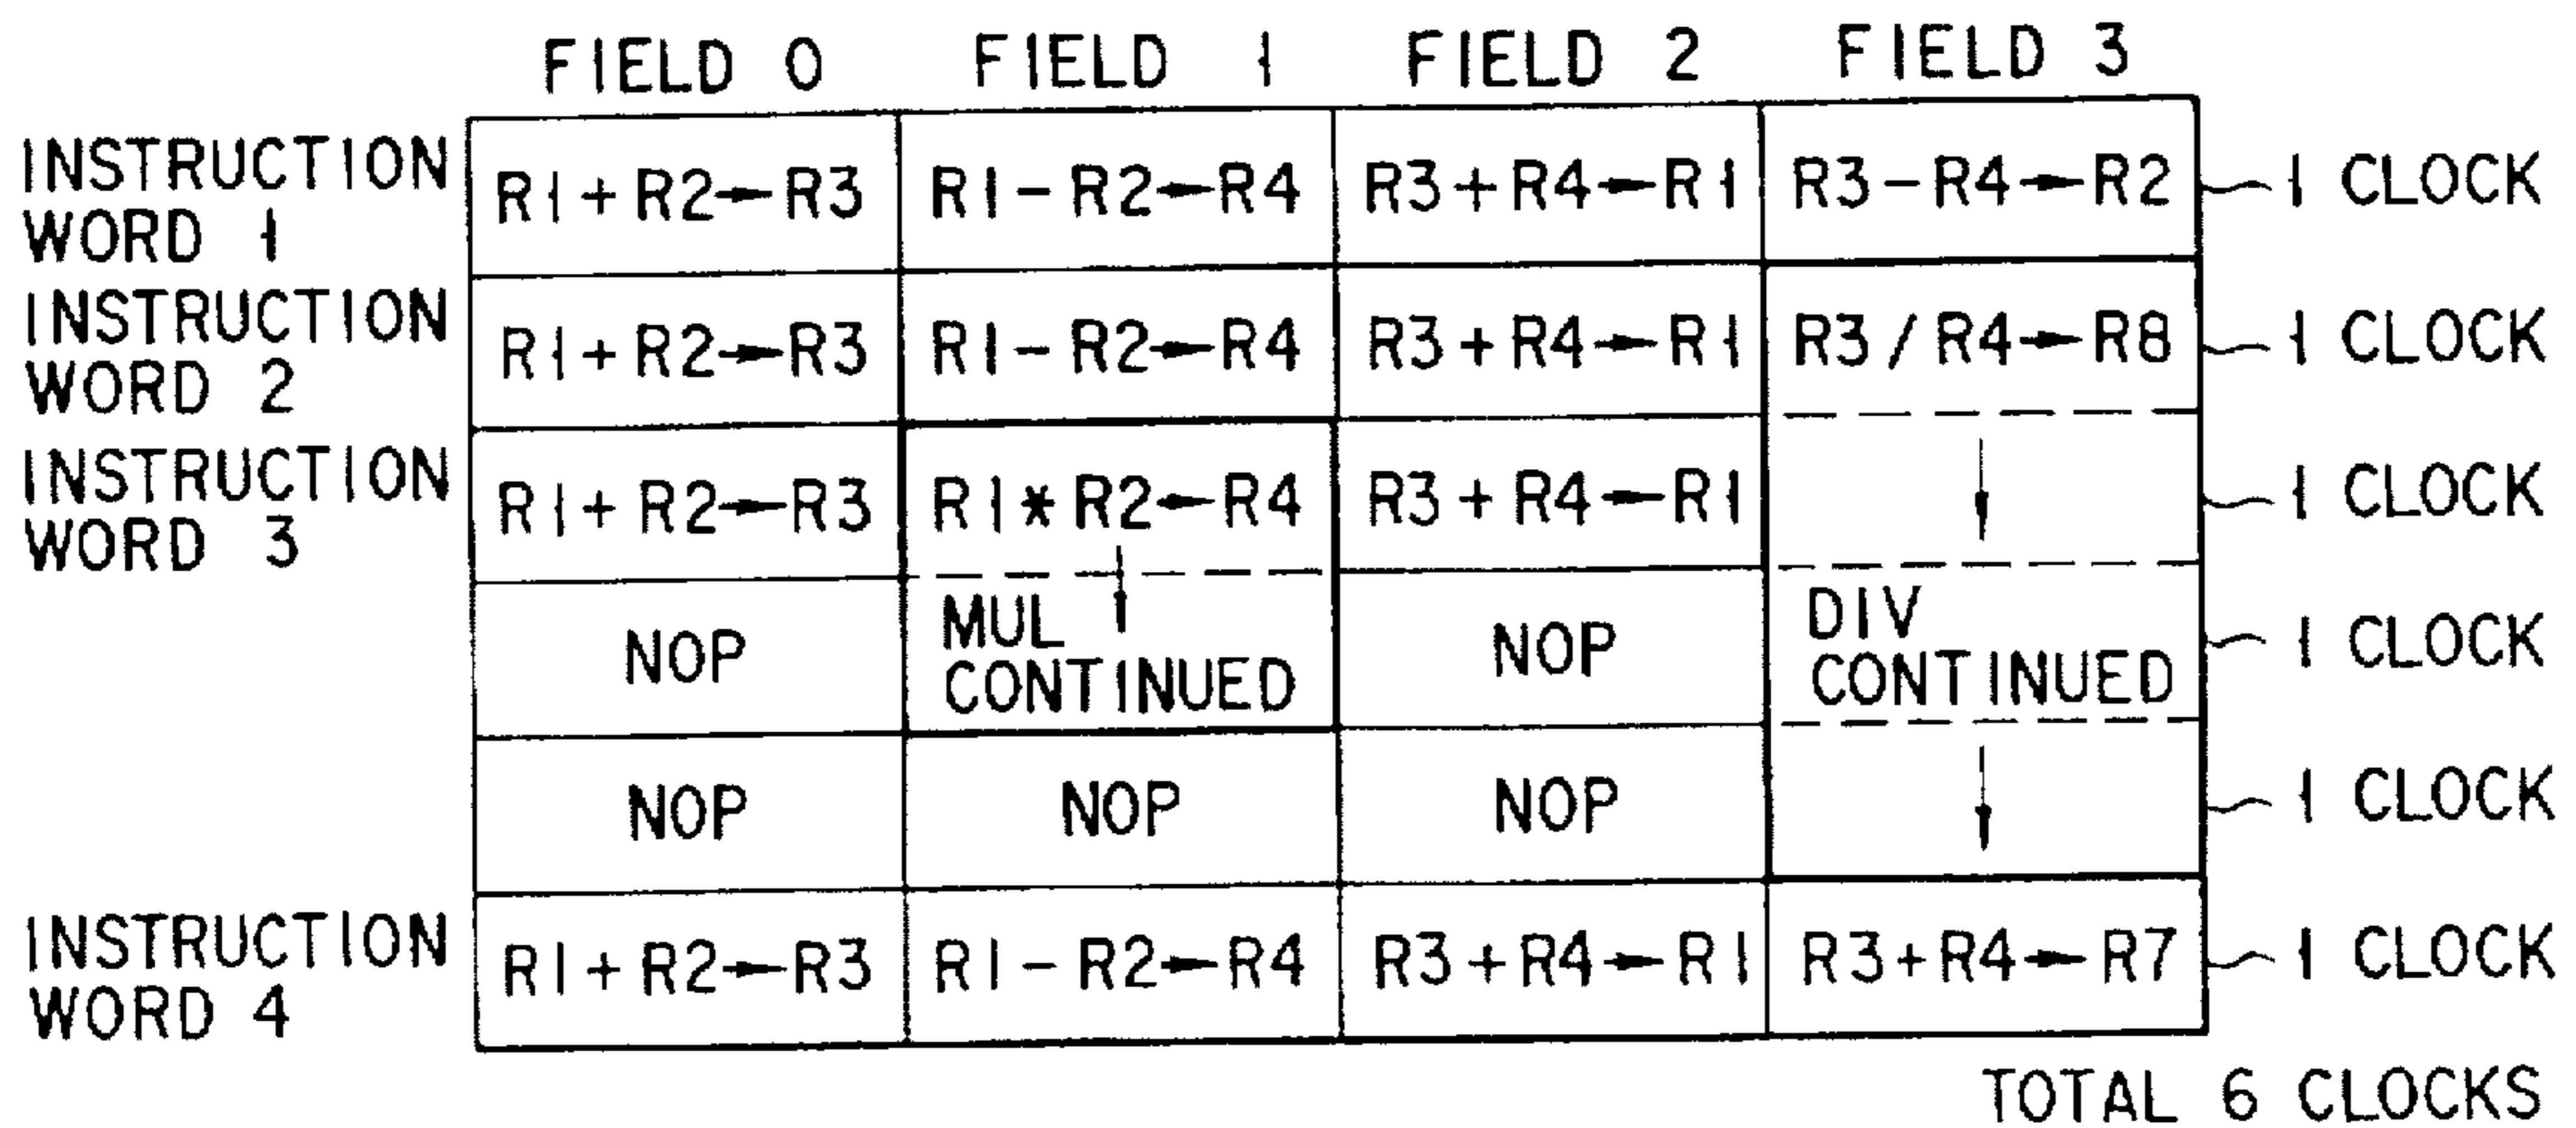 FIELD 0 FIELD 1 FIELD 2 FIELD 3
INSTRUCTION
WORD 1
R1+R2→R3 R1-R2→R4 R3+R4→R1 R3-R4→R2 1 CLOCK
INSTRUCTION
WORD 2
R1+R2→R3 R1-R2→R4 R3+R4→R1 R3/R4→R8 1 CLOCK
INSTRUCTION
WORD 3
R1+R2→R3 R1*R2→R4 R3+R4→R1 1 CLOCK
NOP MUL CONTINUED NOP DIV CONTINUED 1 CLOCK
NOP NOP NOP 1 CLOCK
INSTRUCTION
WORD 4
R1+R2→R3 R1-R2→R4 R3+R4→R1 R3+R4→R7 1 CLOCK
TOTAL 6 CLOCKS